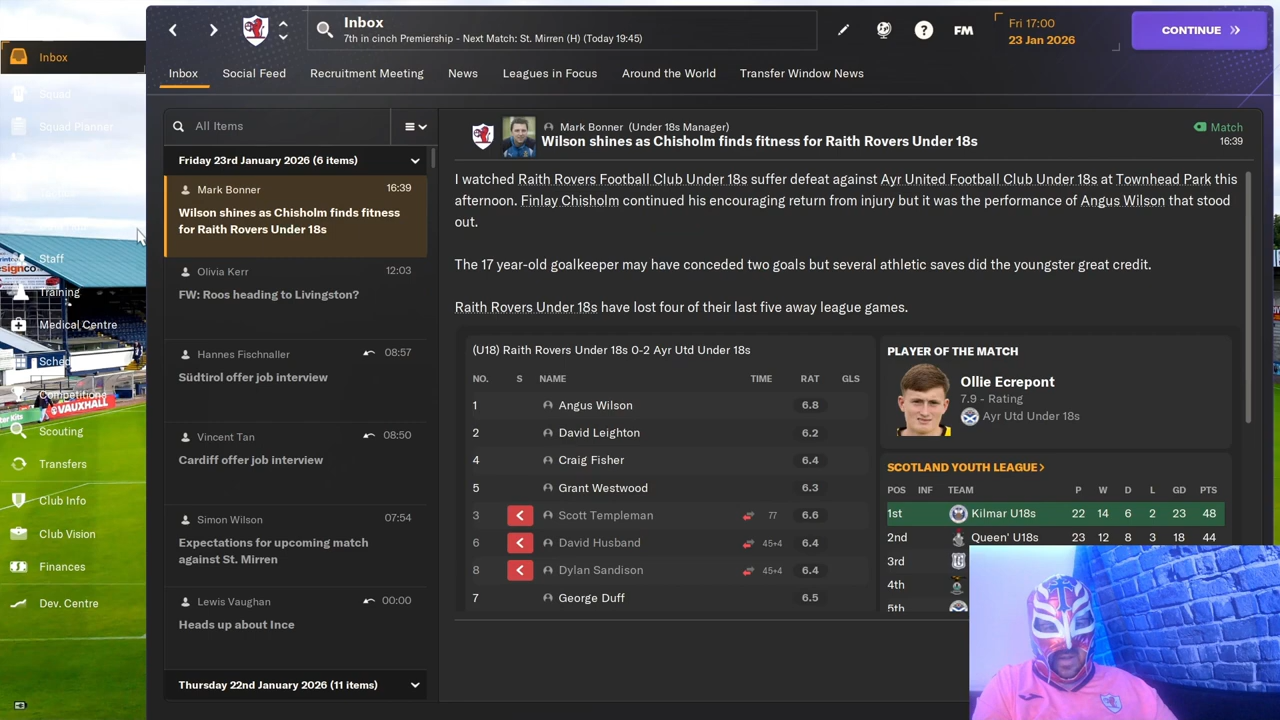 Inbox
7th in cinch Premiership - Next Match: St. Mirren (H) (Today 19:45)
FM
Fri 17:00
23 Jan 2026
CONTINUE
Inbox
Social Feed
Recruitment Meeting
News
Leagues in Focus
Around the World
Transfer Window News
Inbox
Squad
Squad Planner
Staff
Training
Medical Centre
Sched
Competitions
Scouting
Transfers
Club Info
Club Vision
Finances
Dev. Centre
VAUXHALL
All Items
Friday 23rd January 2026 (6 items)
Mark Bonner 16:39
Wilson shines as Chisholm finds fitness
for Raith Rovers Under 18s
Olivia Kerr 12:03
FW: Roos heading to Livingston?
Hannes Fischnaller 08:57
Südtirol offer job interview
Vincent Tan 08:50
Cardiff offer job interview
Simon Wilson 07:54
Expectations for upcoming match
against St. Mirren
Lewis Vaughan 00:00
Heads up about Ince
Thursday 22nd January 2026 (11 items)
Mark Bonner (Under 18s Manager)
Wilson shines as Chisholm finds fitness for Raith Rovers Under 18s
Match
16:39
I watched Raith Rovers Football Club Under 18s suffer defeat against Ayr United Football Club Under 18s at Townhead Park this
afternoon. Finlay Chisholm continued his encouraging return from injury but it was the performance of Angus Wilson that stood
out.
The 17 year-old goalkeeper may have conceded two goals but several athletic saves did the youngster great credit.
Raith Rovers Under 18s have lost four of their last five away league games.
(U18) Raith Rovers Under 18s 0-2 Ayr Utd Under 18s
NO. S NAME TIME RAT GLS
1 Angus Wilson 6.8
2 David Leighton 6.2
4 Craig Fisher 6.4
5 Grant Westwood 6.3
3 Scott Templeman 77 6.6
6 David Husband 45+4 6.4
8 Dylan Sandison 45+4 6.4
7 George Duff 6.5
PLAYER OF THE MATCH
Ollie Ecrepont
7.9 - Rating
Ayr Utd Under 18s
SCOTLAND YOUTH LEAGUE >
POS INF TEAM P W D L GD PTS
1st Kilmar U18s 22 14 6 2 23 48
2nd Queen' U18s 23 12 8 3 18 44
3rd
4th
5th